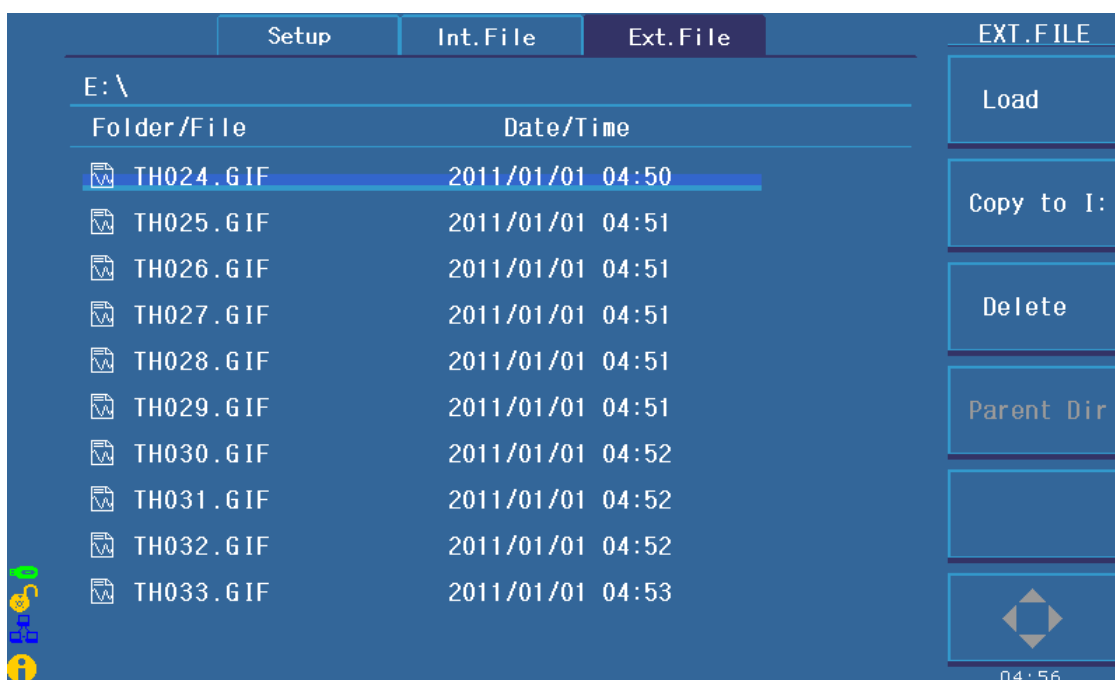 Setup Int.File Ext.File EXT.FILE
E:\
Load
Folder/File Date/Time
TH024.GIF 2011/01/01 04:50
Copy to I:
TH025.GIF 2011/01/01 04:51
TH026.GIF 2011/01/01 04:51
Delete
TH027.GIF 2011/01/01 04:51
TH028.GIF 2011/01/01 04:51
Parent Dir
TH029.GIF 2011/01/01 04:51
TH030.GIF 2011/01/01 04:52
TH031.GIF 2011/01/01 04:52
TH032.GIF 2011/01/01 04:52
TH033.GIF 2011/01/01 04:53
04:56